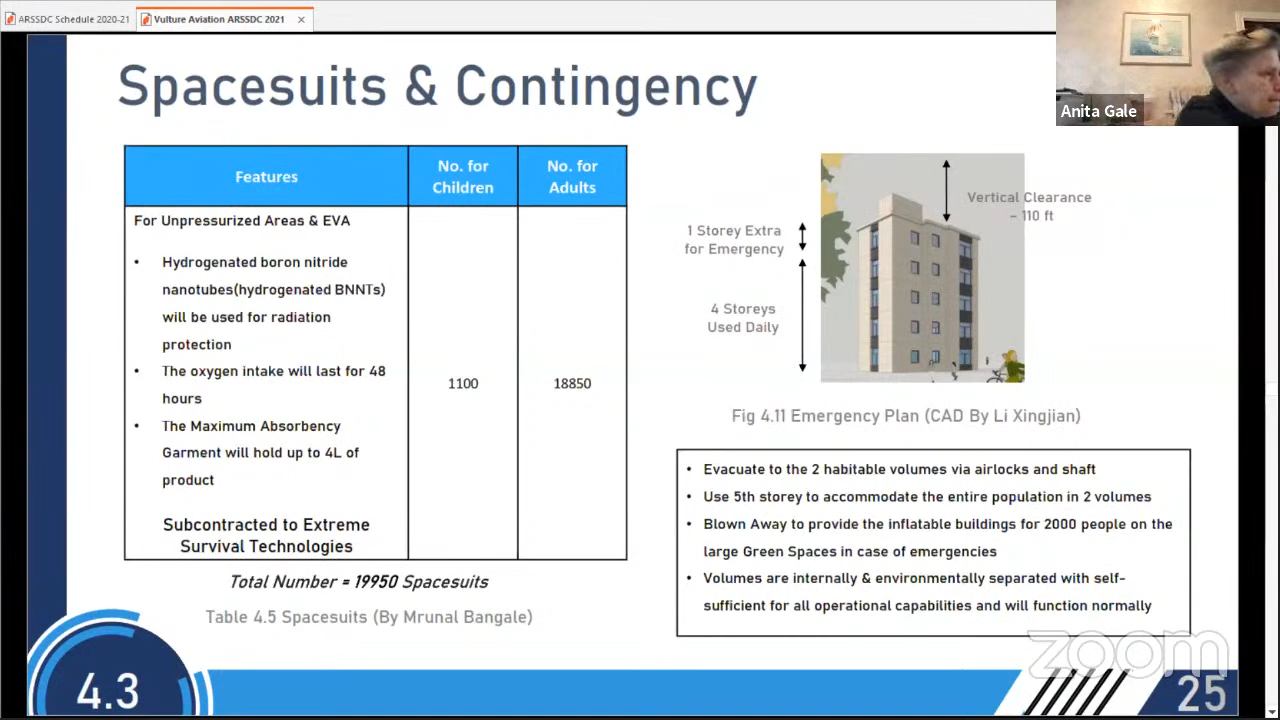 ARSSDC Schedule 2020-21
Vulture Aviation ARSSDC 2021
Anita Gale
Spacesuits & Contingency
Features
No. for
Children
No. for
Adults
For Unpressurized Areas & EVA
• Hydrogenated boron nitride
nanotubes(hydrogenated BNNTs)
will be used for radiation
protection
• The oxygen intake will last for 48
hours
• The Maximum Absorbency
Garment will hold up to 4L of
product
Subcontracted to Extreme
Survival Technologies
1100
18850
Total Number = 19950 Spacesuits
Table 4.5 Spacesuits (By Mrunal Bangale)
Vertical Clearance
~ 110 ft
1 Storey Extra
for Emergency
4 Storeys
Used Daily
Fig 4.11 Emergency Plan (CAD By Li Xingjian)
• Evacuate to the 2 habitable volumes via airlocks and shaft
• Use 5th storey to accommodate the entire population in 2 volumes
• Blown Away to provide the inflatable buildings for 2000 people on the
large Green Spaces in case of emergencies
• Volumes are internally & environmentally separated with self-
sufficient for all operational capabilities and will function normally
zoom
4.3
25